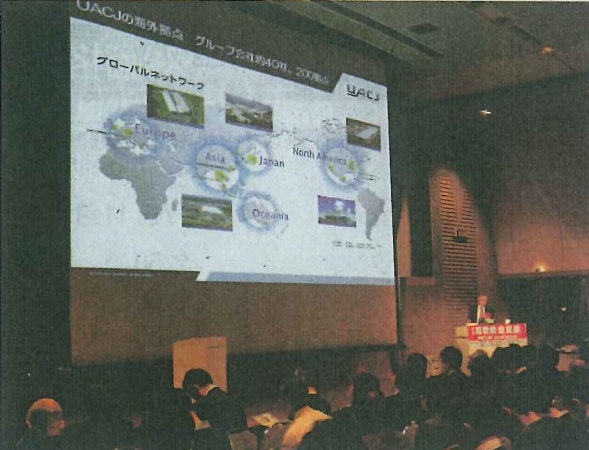 UACJの海外拠点 グループ会社約40社、200拠点
UACJ
グローバルネットワーク
Europe
Asia
Japan
North America
Oceania